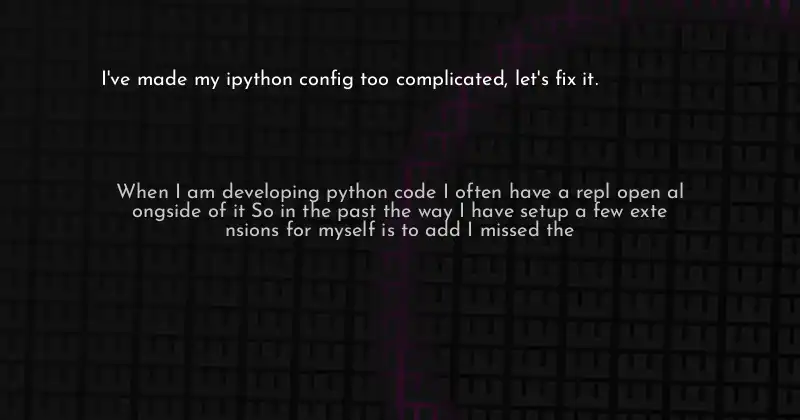 I've made my ipython config too complicated, let's fix it.
When I am developing python code I often have a repl open al
ongside of it So in the past the way I have setup a few exte
nsions for myself is to add I missed the